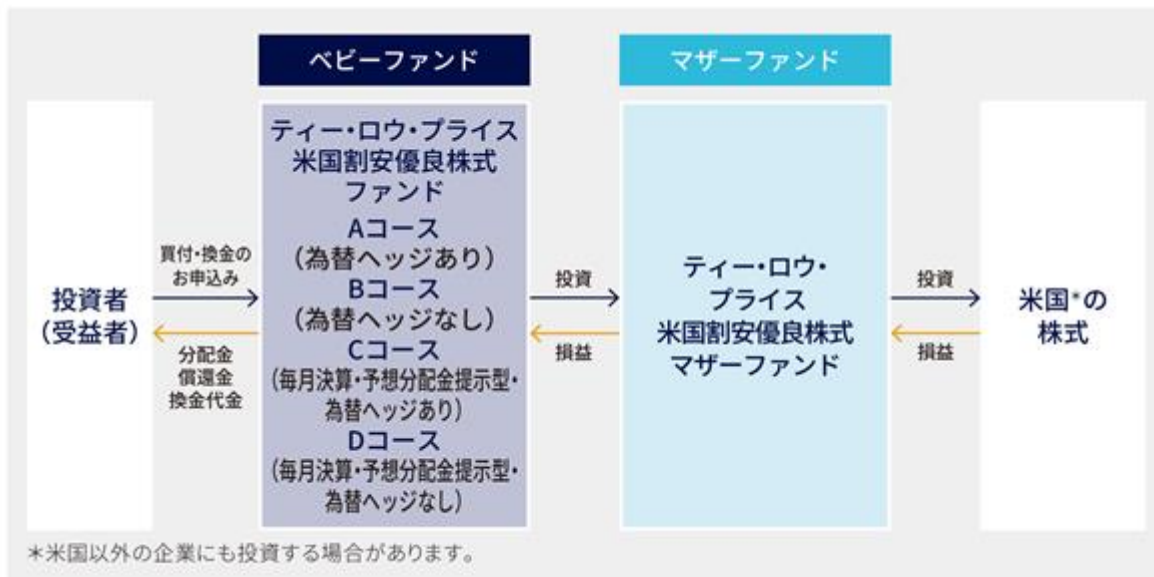 ベビーファンド
マザーファンド
投資者
（受益者）
買付・換金の
お申込み
分配金
償還金
換金代金
ティー・ロウ・プライス
米国割安優良株式
ファンド
Aコース
（為替ヘッジあり）
Bコース
（為替ヘッジなし）
Cコース
（毎月決算・予想分配金提示型・
為替ヘッジあり）
Dコース
（毎月決算・予想分配金提示型・
為替ヘッジなし）
投資
損益
ティー・ロウ・
プライス
米国割安優良株式
マザーファンド
投資
損益
米国*の
株式
*米国以外の企業にも投資する場合があります。